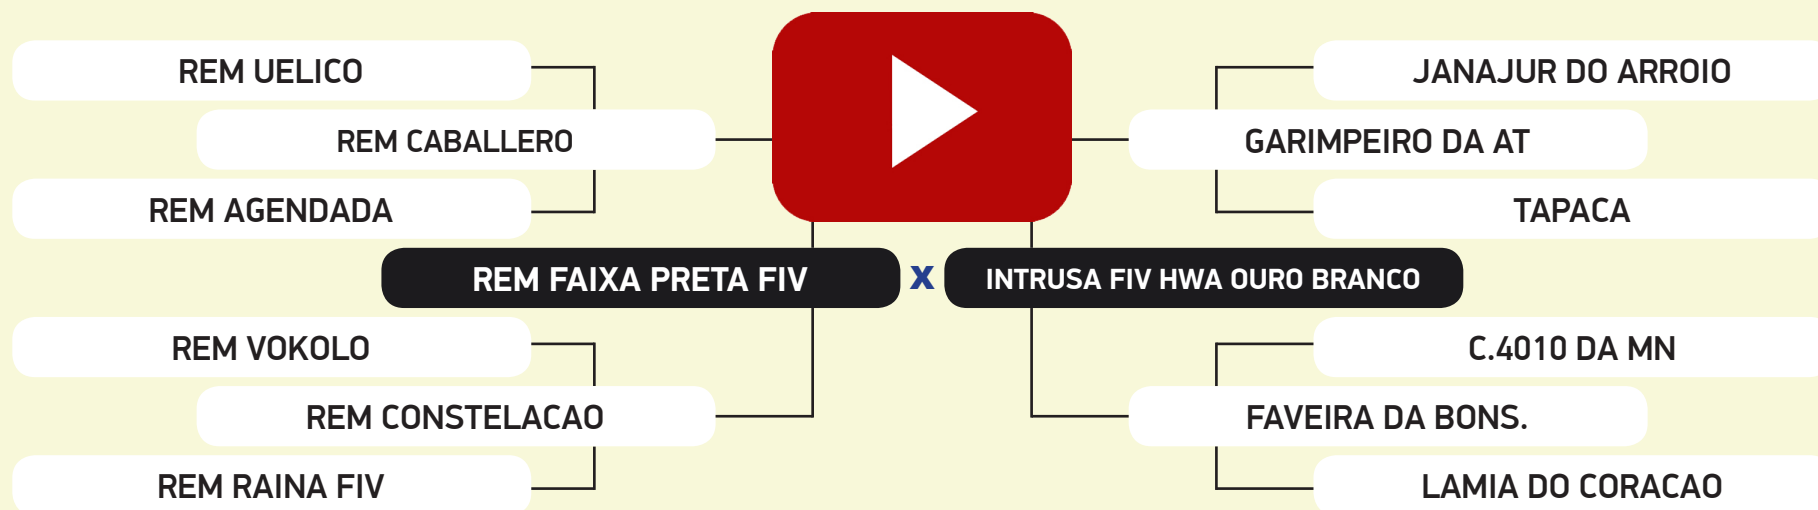 REM UELICO
JANAJUR DO ARROIO
REM CABALLERO
GARIMPEIRO DA AT
REM AGENDADA
TAPACA
REM FAIXA PRETA FIV X INTRUSA FIV HWA OURO BRANCO
REM VOKOLO
C.4010 DA MN
REM CONSTELACAO
FAVEIRA DA BONS.
REM RAINA FIV
LAMIA DO CORACAO